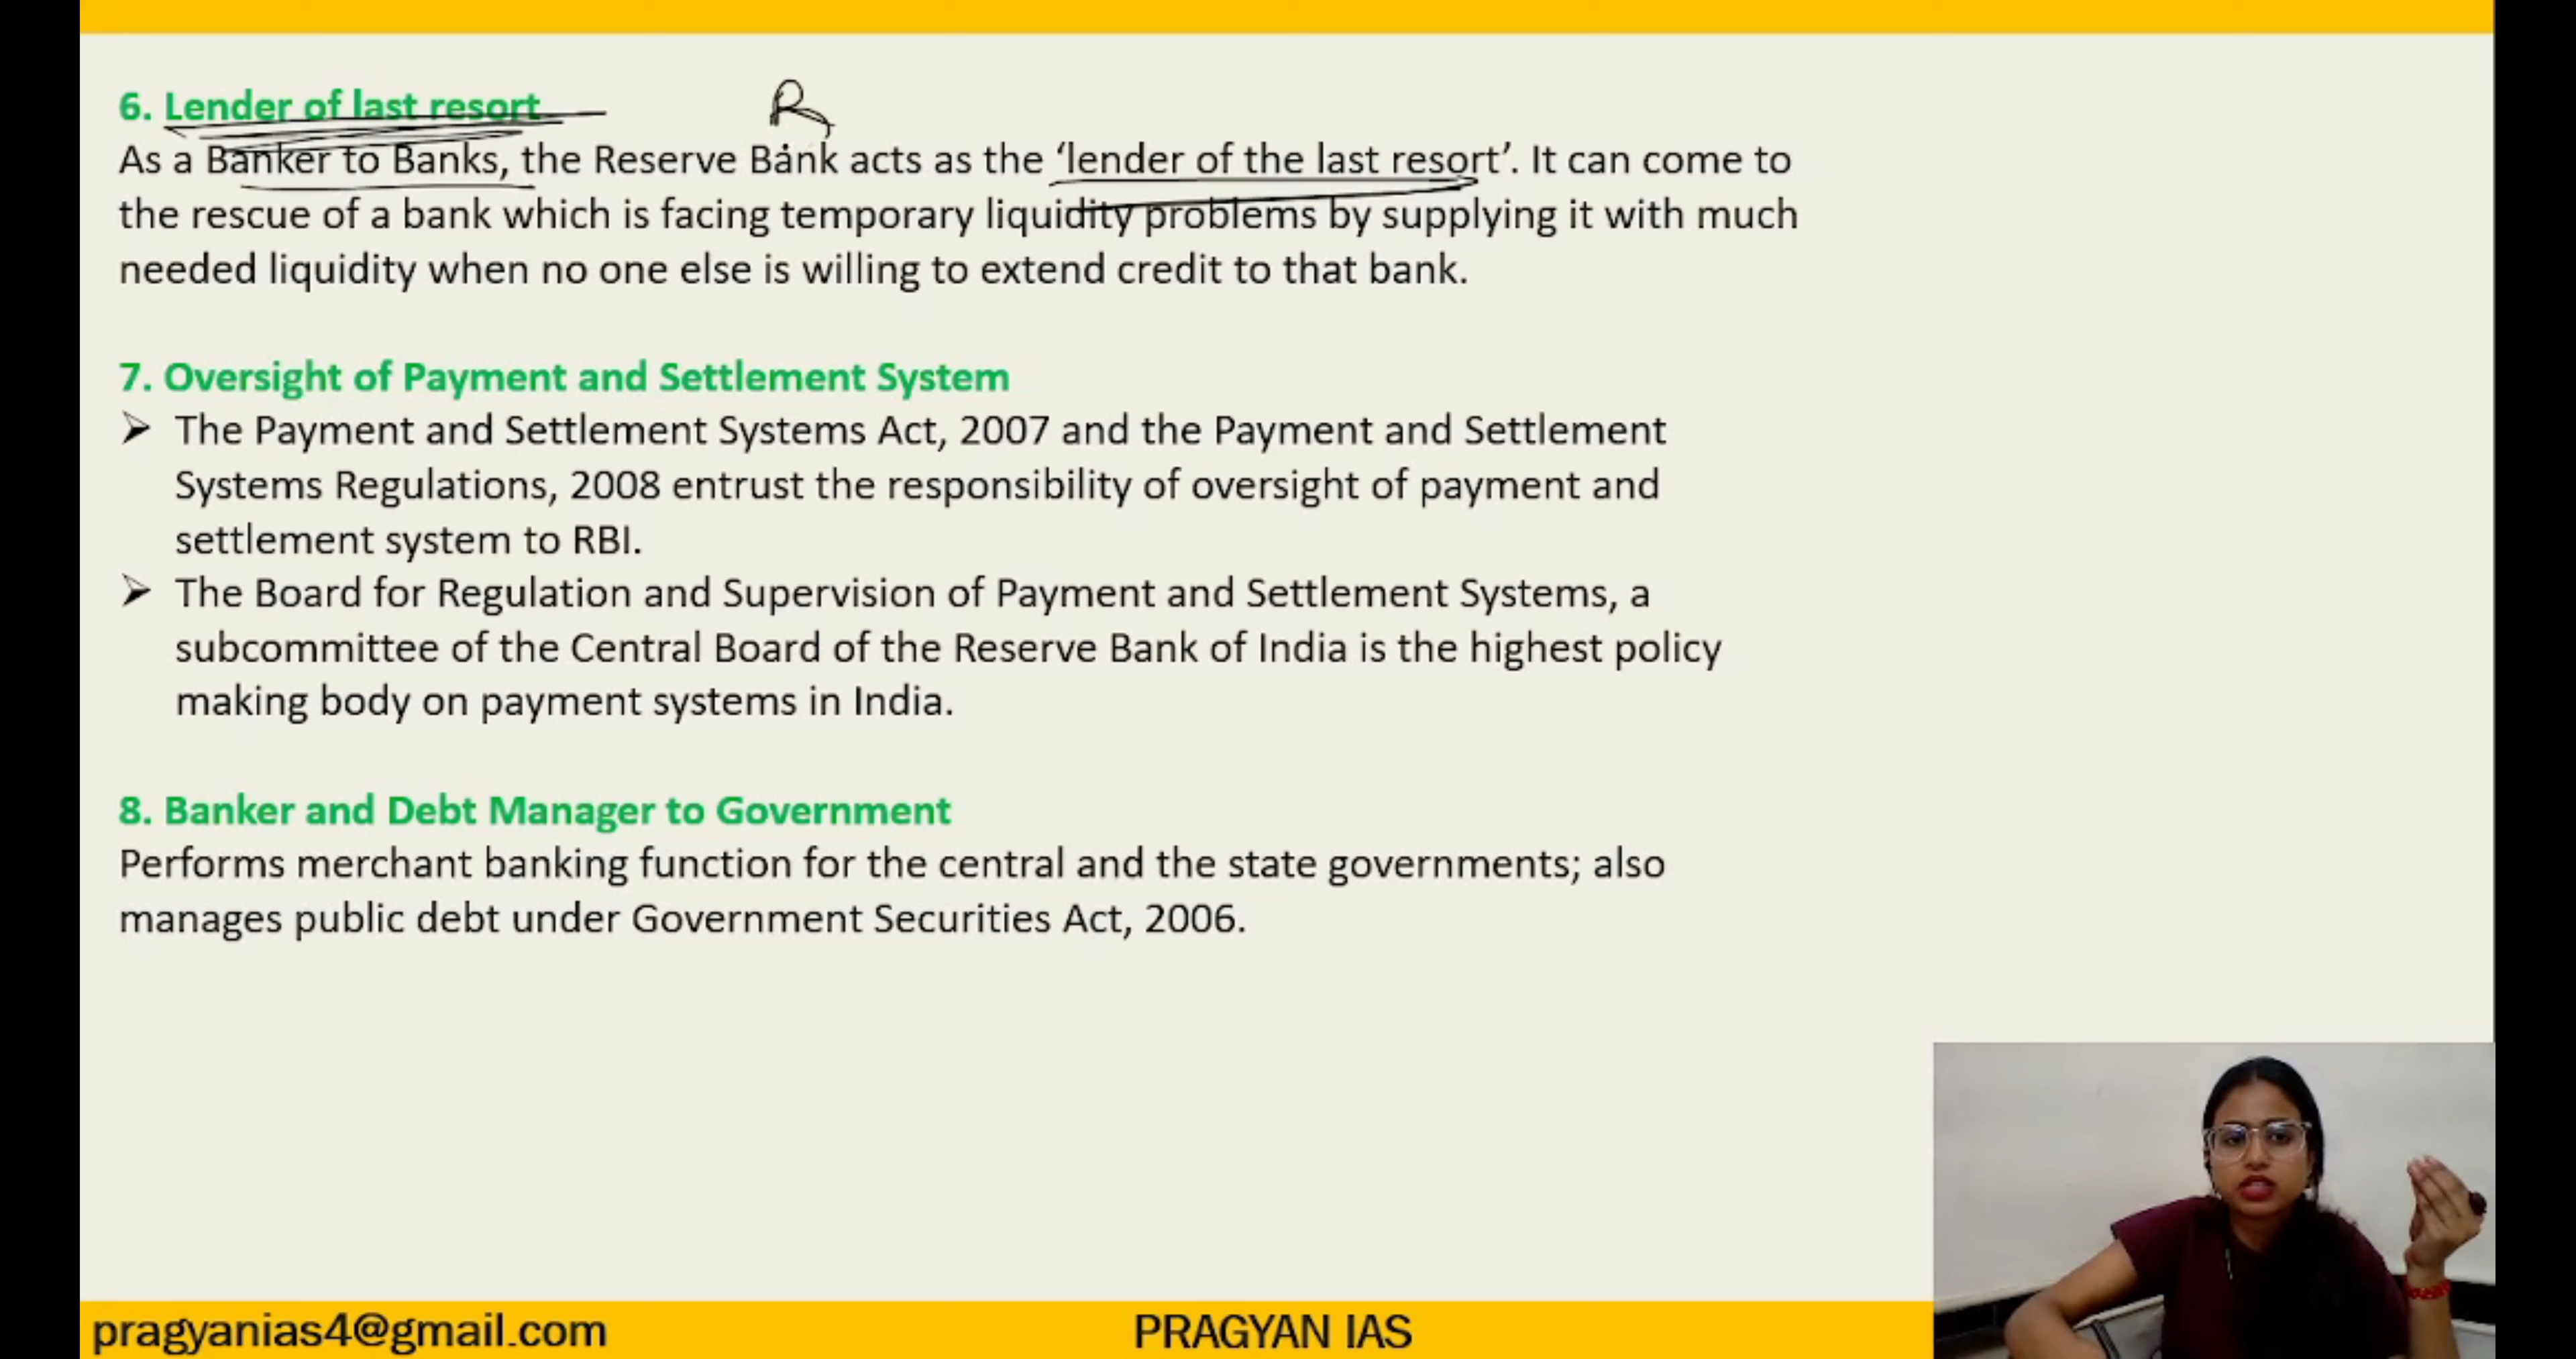 6. Lender of last resort
R
As a Banker to Banks, the Reserve Bank acts as the ‘lender of the last resort’. It can come to
the rescue of a bank which is facing temporary liquidity problems by supplying it with much
needed liquidity when no one else is willing to extend credit to that bank.
7. Oversight of Payment and Settlement System
➢ The Payment and Settlement Systems Act, 2007 and the Payment and Settlement
Systems Regulations, 2008 entrust the responsibility of oversight of payment and
settlement system to RBI.
➢ The Board for Regulation and Supervision of Payment and Settlement Systems, a
subcommittee of the Central Board of the Reserve Bank of India is the highest policy
making body on payment systems in India.
8. Banker and Debt Manager to Government
Performs merchant banking function for the central and the state governments; also
manages public debt under Government Securities Act, 2006.
pragyanias4@gmail.com
PRAGYAN IAS